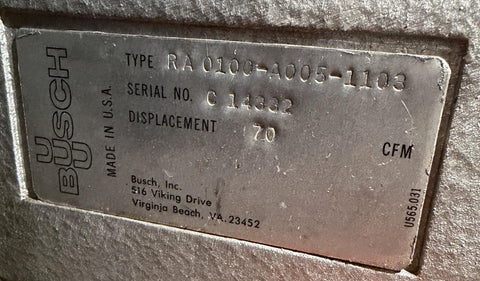 BUSCH
BUSCH
MADE IN U.S.A.
TYPE RA 0100-A005-1103
SERIAL NO. C 14332
DISPLACEMENT 70 CFM
Busch, Inc.
516 Viking Drive
Virginia Beach, VA. 23452
U565.031